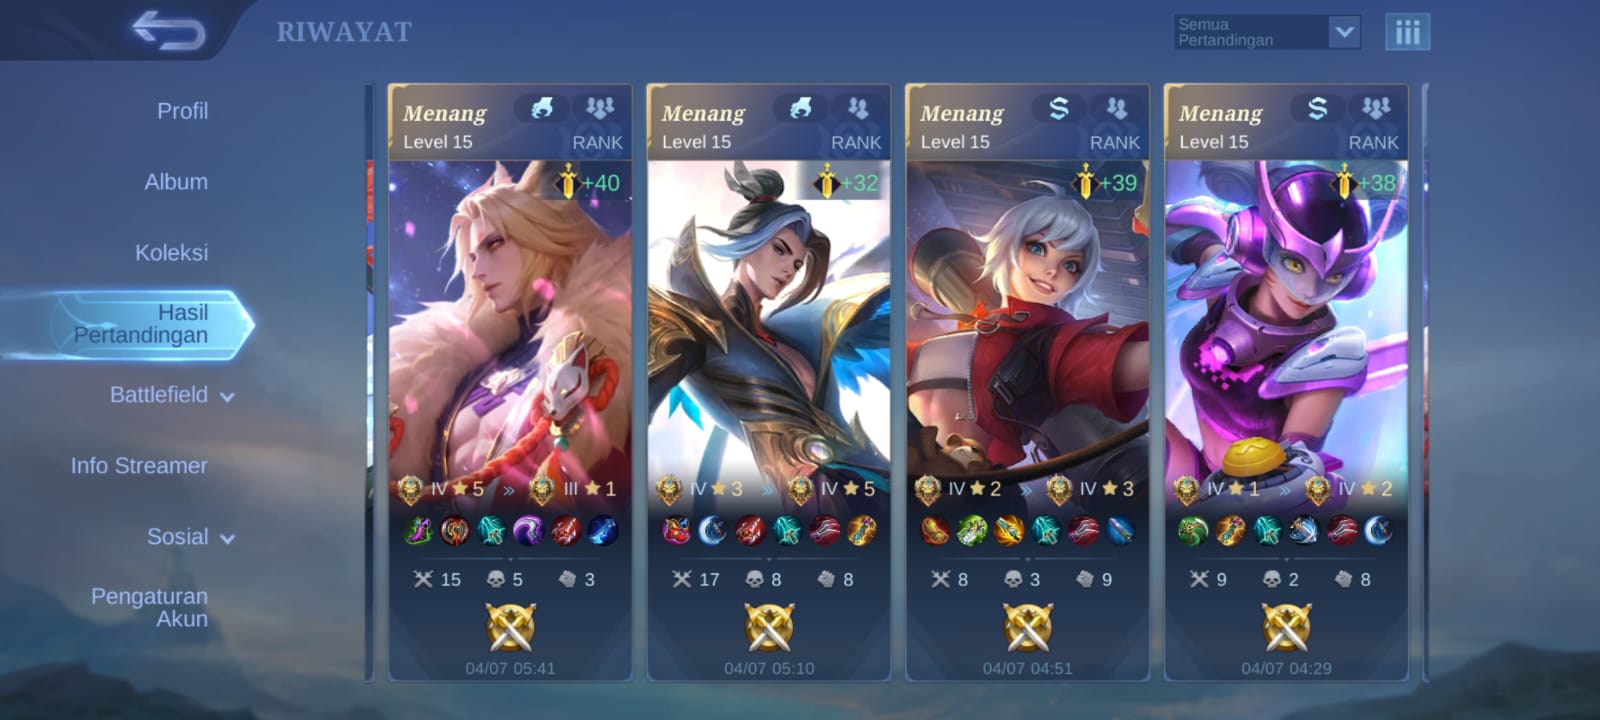 RIWAYAT
Semua
Pertandingan
Profil
Album
Koleksi
Hasil
Pertandingan
Battlefield
Info Streamer
Sosial
Pengaturan
Akun
Menang
Level 15
RANK
+40
IV 5 » III 1
15 5 3
04/07 05:41
Menang
Level 15
RANK
+32
IV 3 » IV 5
17 8 8
04/07 05:10
Menang
Level 15
RANK
+39
IV 2 » IV 3
8 3 9
04/07 04:51
Menang
Level 15
RANK
+38
IV 1 » IV 2
9 2 8
04/07 04:29